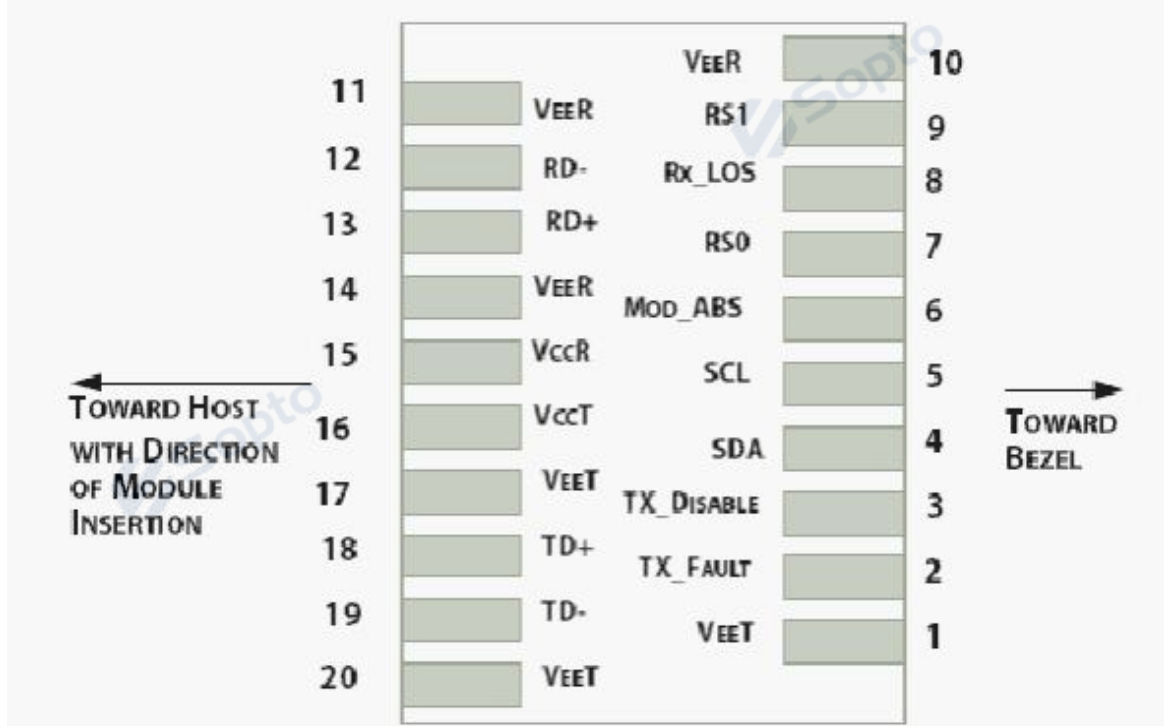 VEER 10
11 VEER
RS1 9
12 RD-
Rx_LOS 8
13 RD+
RS0 7
14 VEER
MOD_ABS 6
15 VccR
SCL 5
16 VccT
SDA 4
17 VEET
TX_DISABLE 3
18 TD+
TX_FAULT 2
19 TD-
VEET 1
20 VEET
TOWARD HOST
WITH DIRECTION
OF MODULE
INSERTION
TOWARD
BEZEL
Sopto
Sopto